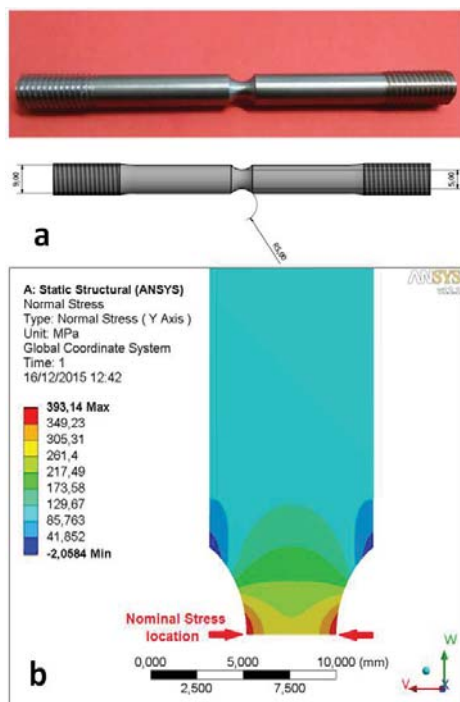 9,00
5,00
R5,00
a
ANSYS
A: Static Structural (ANSYS)
Normal Stress
Type: Normal Stress ( Y Axis )
Unit: MPa
Global Coordinate System
Time: 1
16/12/2015 12:42
393,14 Max
349,23
305,31
261,4
217,49
173,58
129,67
85,763
41,852
-2,0584 Min
Nominal Stress
location
0,000 5,000 10,000 (mm)
2,500 7,500
b
W
V X